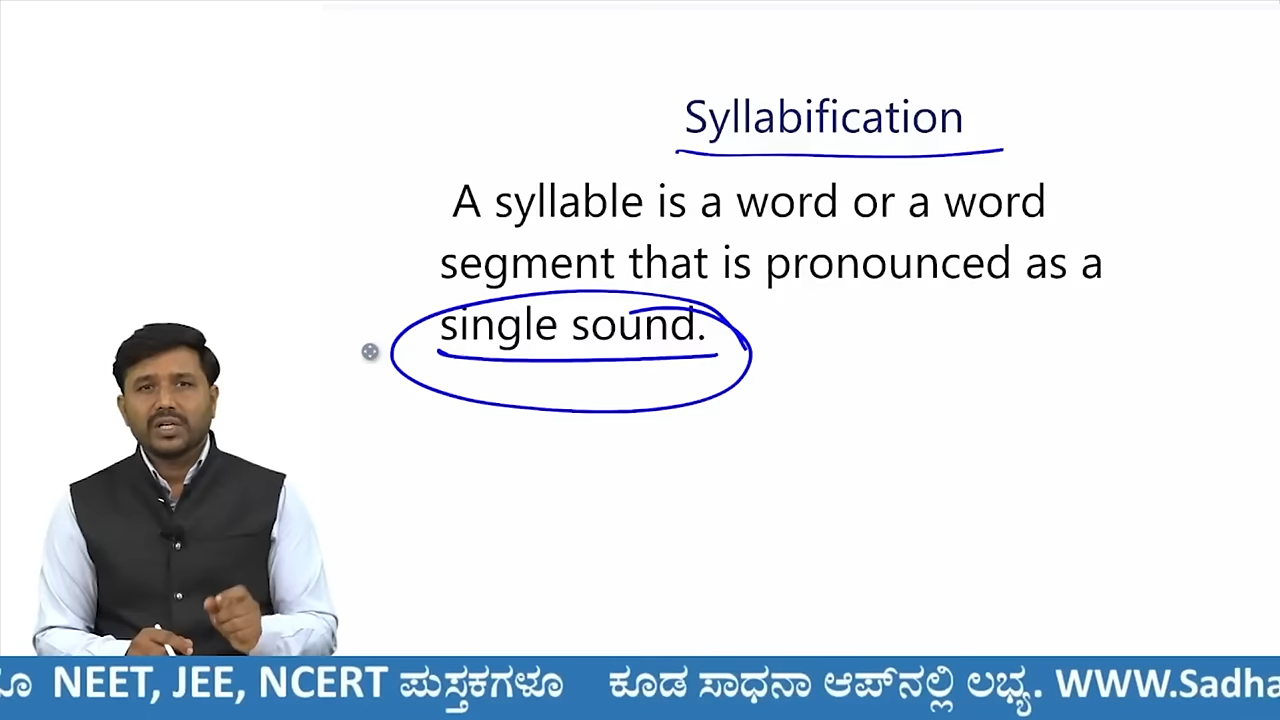 Syllabification
A syllable is a word or a word
segment that is pronounced as a
single sound.
NEET, JEE, NCERT ಪುಸ್ತಕಗಳೂ ಕೂಡ ಸಾಧನಾ ಆಪ್‌ನಲ್ಲಿ ಲಭ್ಯ. WWW.Sadha